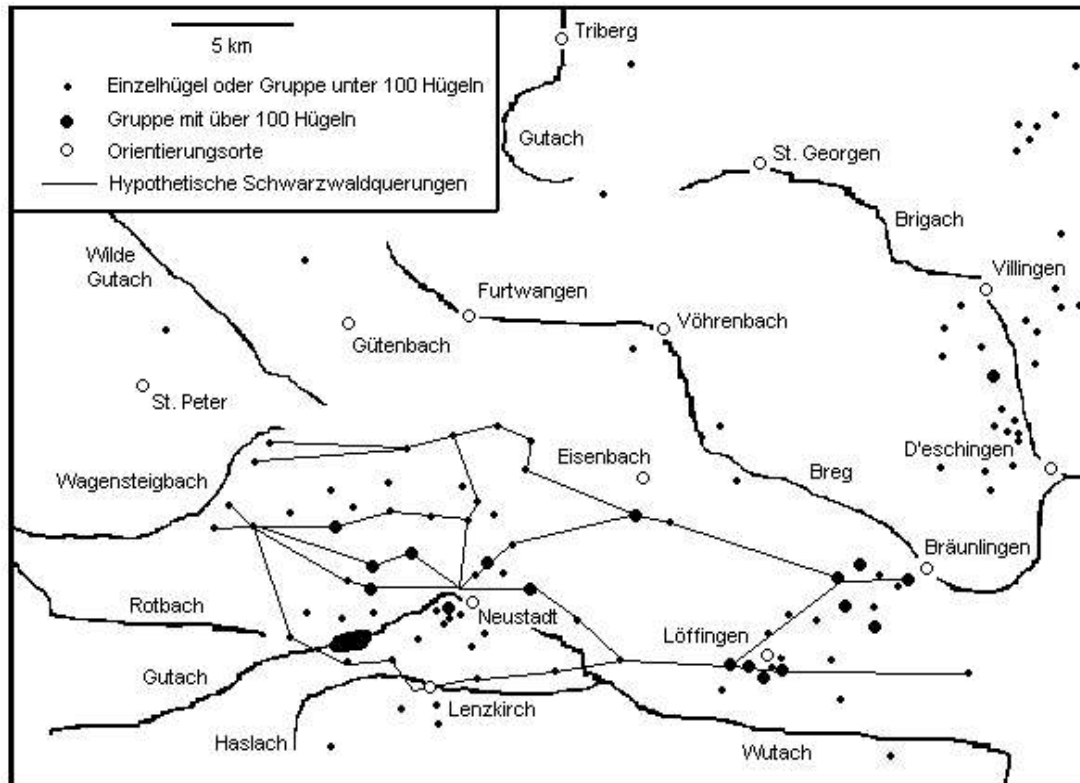 5 km
Einzelhügel oder Gruppe unter 100 Hügeln
Gruppe mit über 100 Hügeln
Orientierungsorte
Hypothetische Schwarzwaldquerungen
Triberg
Gutach
St. Georgen
Brigach
Wilde
Gutach
Villingen
Furtwangen
Vöhrenbach
Gütenbach
St. Peter
D'eschingen
Eisenbach
Wagensteigbach
Breg
Bräunlingen
Rotbach
Neustadt
Löffingen
Gutach
Lenzkirch
Haslach
Wutach